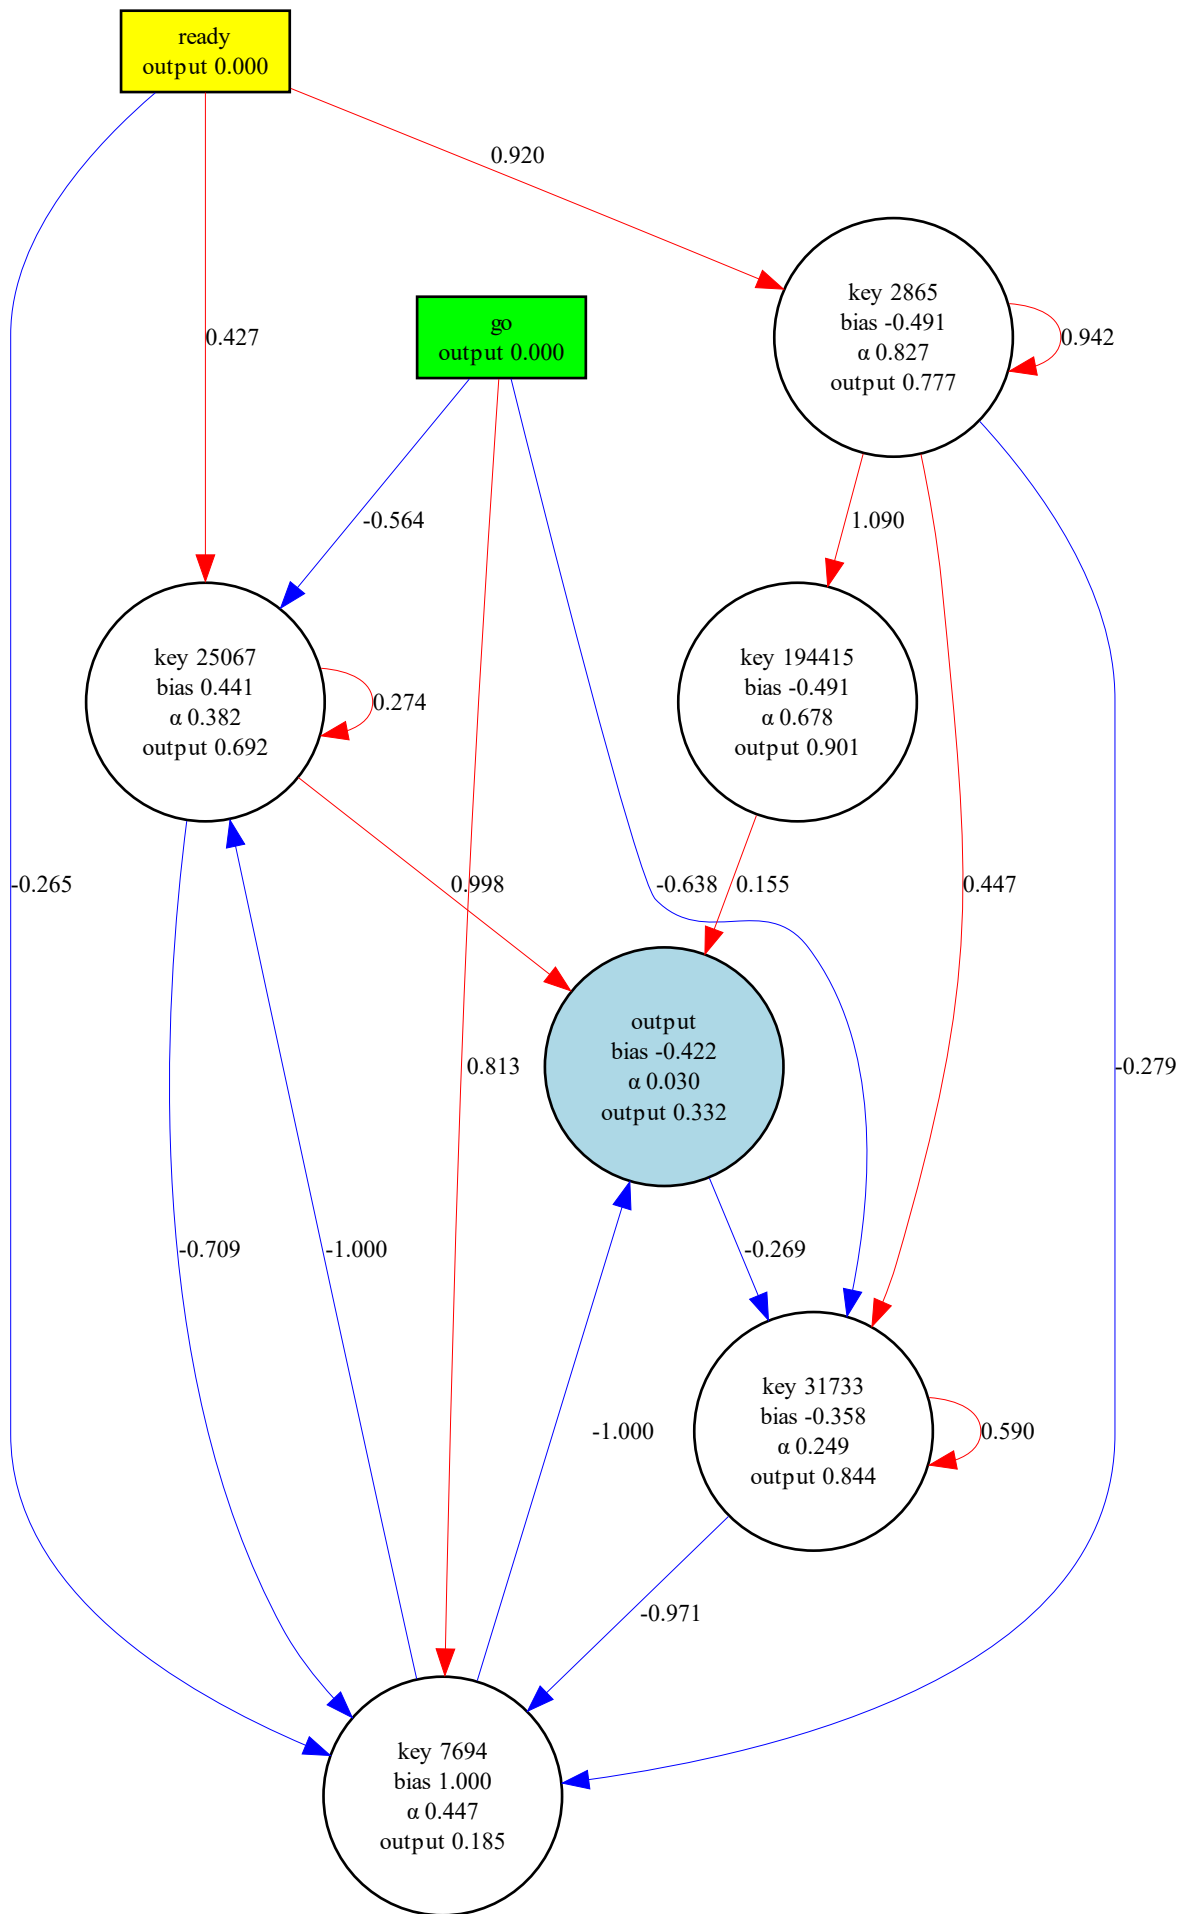 ready
output 0.000
0.920
key 2865
bias -0.491
α 0.827
output 0.777
0.942
go
output 0.000
0.427
-0.564
1.090
key 25067
bias 0.441
α 0.382
output 0.692
0.274
key 194415
bias -0.491
α 0.678
output 0.901
-0.265
0.998
-0.638
0.155
0.447
output
bias -0.422
α 0.030
output 0.332
0.813
-0.279
-0.709
-1.000
-0.269
key 31733
bias -0.358
α 0.249
output 0.844
-1.000
0.590
-0.971
key 7694
bias 1.000
α 0.447
output 0.185